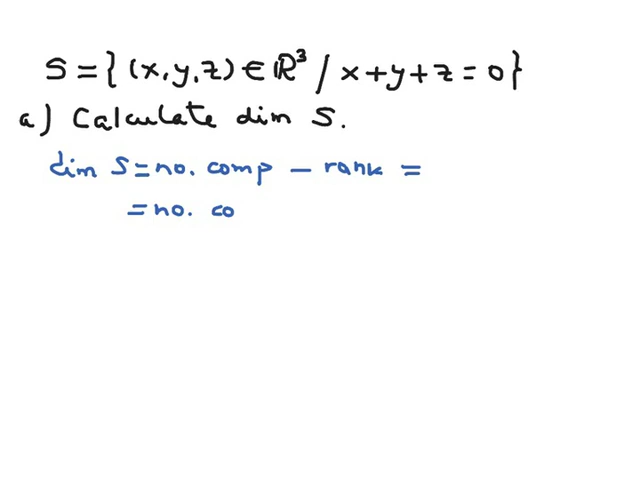 S = { (x, y, z) ∈ ℝ³ / x + y + z = 0 }
a) Calculate dim S.
dim S = no. comp − rank =
= no. co